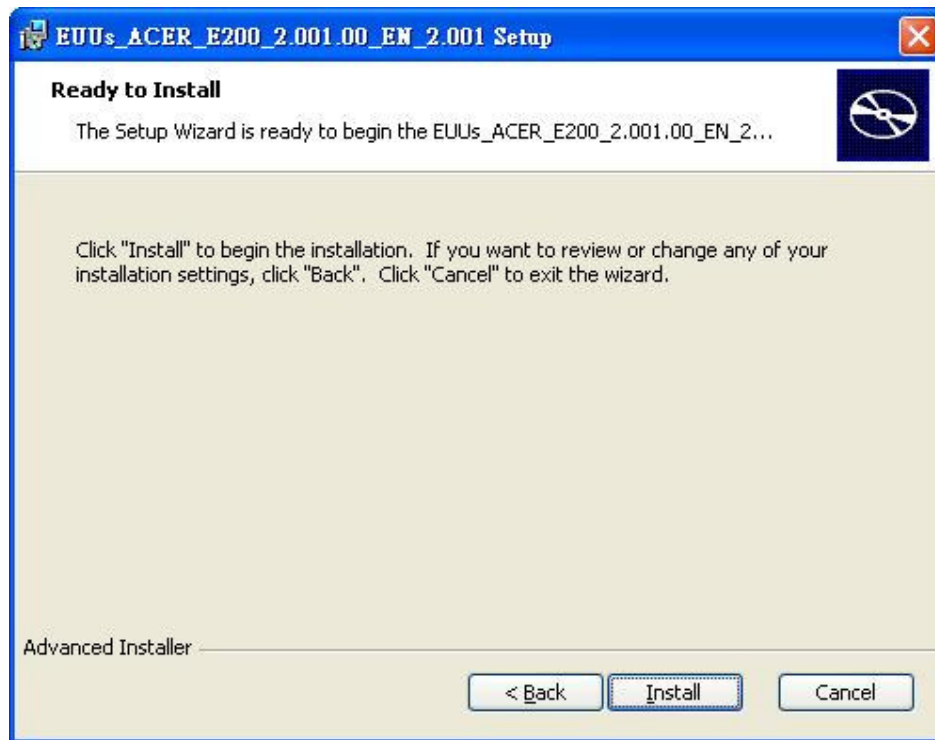 EUUs_ACER_E200_2.001.00_EN_2.001 Setup
Ready to Install
The Setup Wizard is ready to begin the EUUs_ACER_E200_2.001.00_EN_2...
Click "Install" to begin the installation.  If you want to review or change any of your
installation settings, click "Back".  Click "Cancel" to exit the wizard.
Advanced Installer
< Back
Install
Cancel